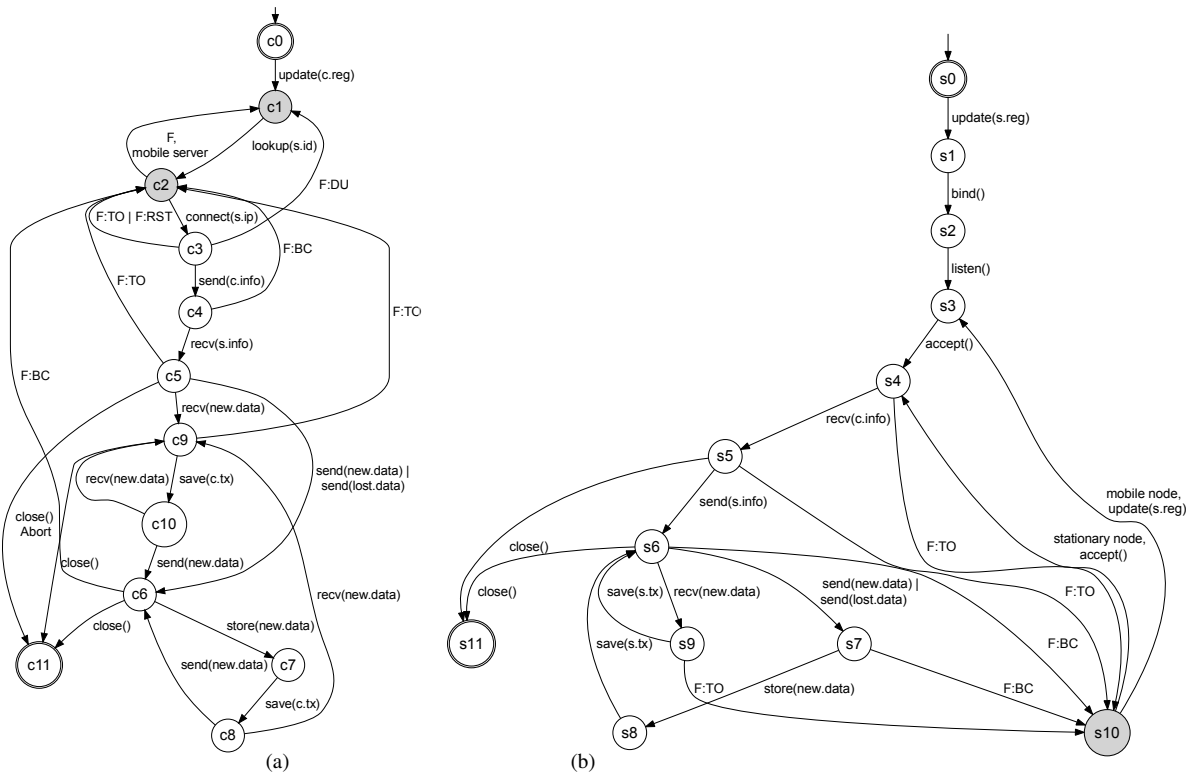 c0
update(c.reg)
c1
F,
mobile server
lookup(s.id)
F:DU
c2
F:TO | F:RST
connect(s.ip)
c3
F:BC
send(c.info)
F:TO
c4
F:TO
recv(s.info)
F:BC
c5
recv(new.data)
c9
send(new.data) |
send(lost.data)
recv(new.data)
save(c.tx)
close()
Abort
c10
close()
send(new.data)
c6
recv(new.data)
close()
store(new.data)
c11
send(new.data)
c7
save(c.tx)
c8
(a)
s0
update(s.reg)
s1
bind()
s2
listen()
s3
accept()
s4
recv(c.info)
s5
mobile node,
update(s.reg)
send(s.info)
stationary node,
accept()
F:TO
s6
close()
close()
save(s.tx)
recv(new.data)
send(new.data) |
send(lost.data)
F:TO
s11
save(s.tx)
s9
s7
F:BC
F:TO
store(new.data)
F:BC
s8
s10
(b)